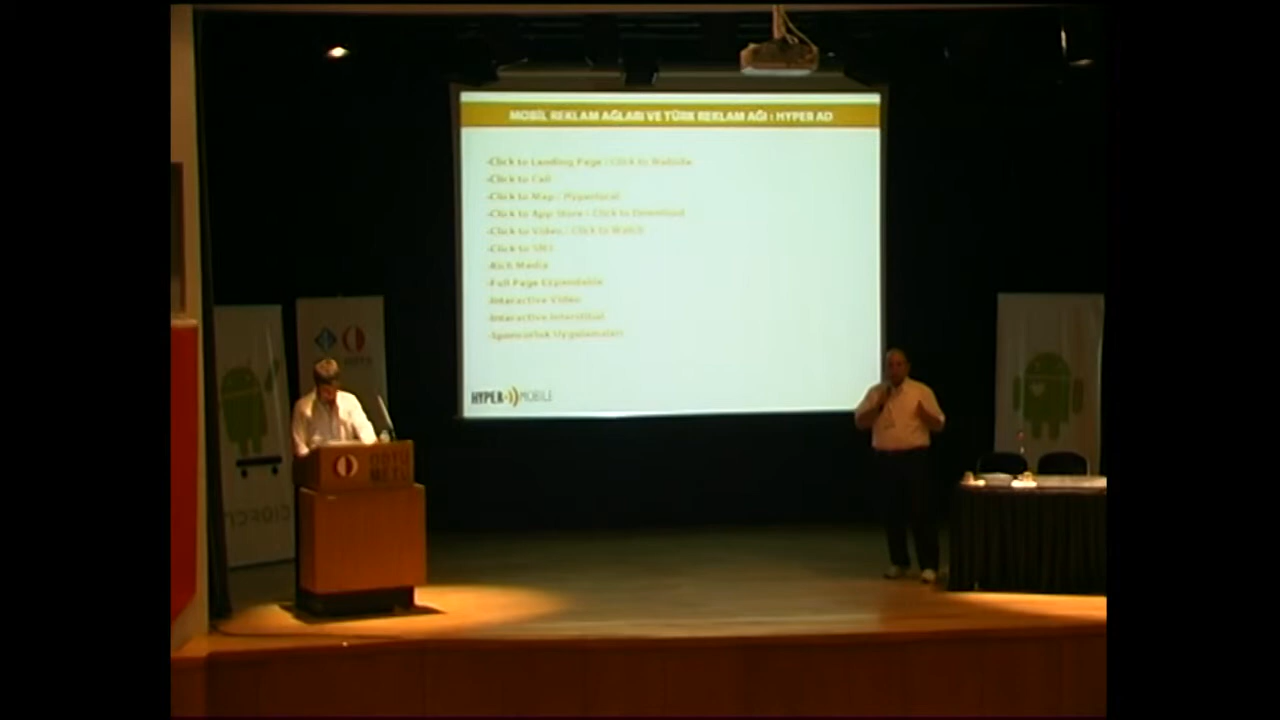 MOBİL REKLAM AĞLARI VE TÜRK REKLAM AĞI : HYPER AD
-Click to Landing Page / Click to Website
-Click to Call
-Click to Map / Hyperlocal
-Click to App Store / Click to Download
-Click to Video / Click to Watch
-Click to SMS
-Rich Media
-Full Page Expandable
-Interactive Video
-Interactive Interstitial
-Sponsorluk Uygulamaları
HYPER MOBILE
ODTÜ
METU